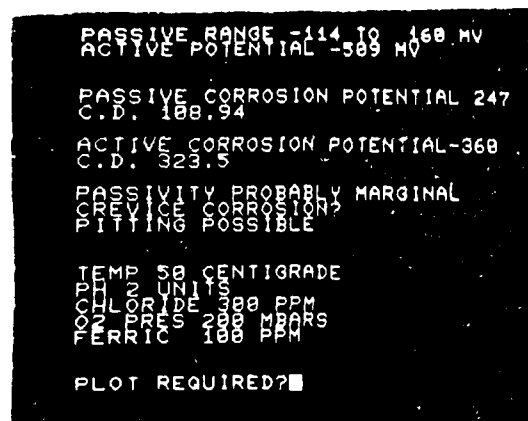 PASSIVE RANGE -114 TO 160 MV
ACTIVE POTENTIAL -509 MV
PASSIVE CORROSION POTENTIAL 247
C.D. 108.94
ACTIVE CORROSION POTENTIAL-360
C.D. 323.5
PASSIVITY PROBABLY MARGINAL
CREVICE CORROSION?
PITTING POSSIBLE
TEMP 50 CENTIGRADE
PH 2 UNITS
CHLORIDE 300 PPM
O2 PRES 200 MBARS
FERRIC 100 PPM
PLOT REQUIRED?